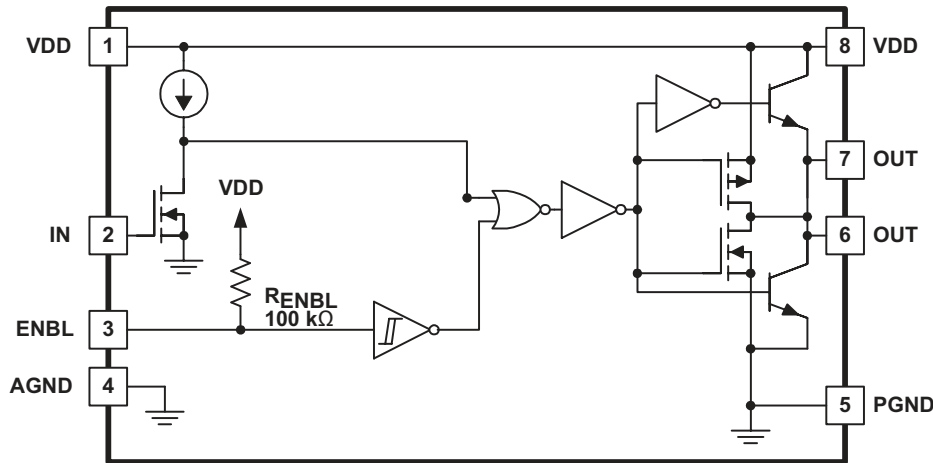 VDD 1
8 VDD
7 OUT
VDD
IN 2
6 OUT
RENBL
100 kΩ
ENBL 3
AGND 4
5 PGND